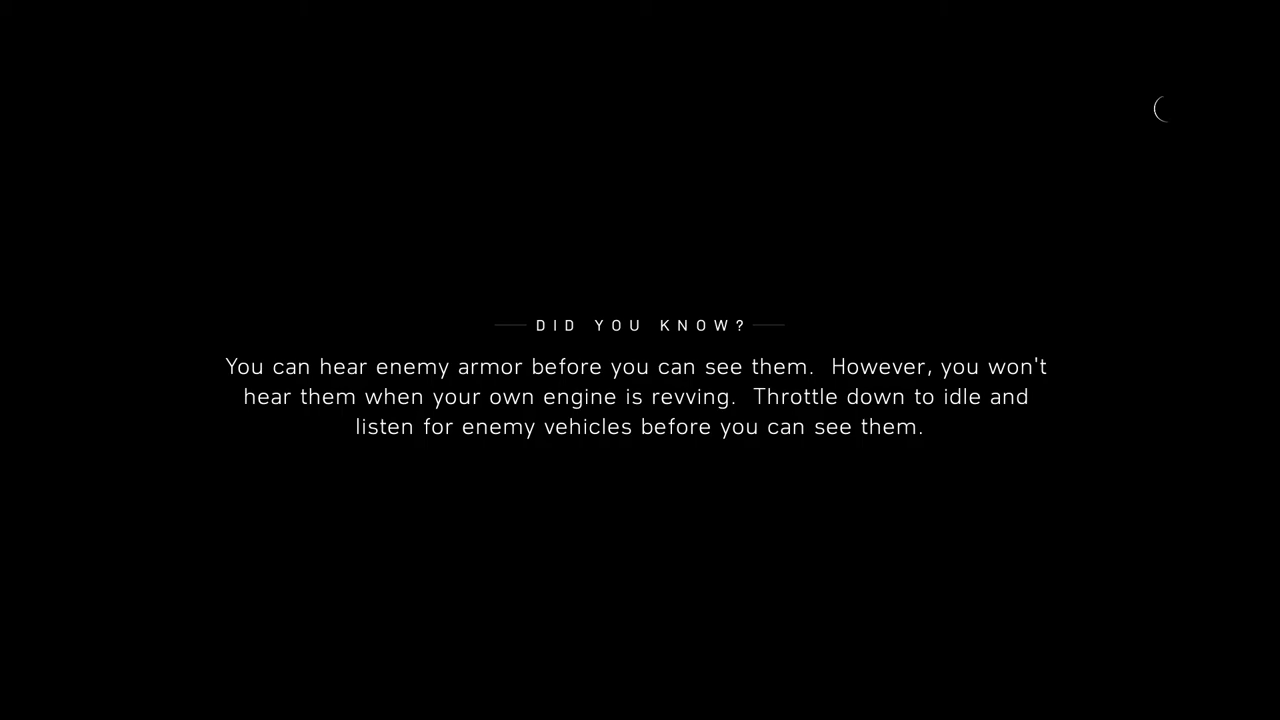 DID YOU KNOW?
You can hear enemy armor before you can see them.  However, you won't
hear them when your own engine is revving.  Throttle down to idle and
listen for enemy vehicles before you can see them.